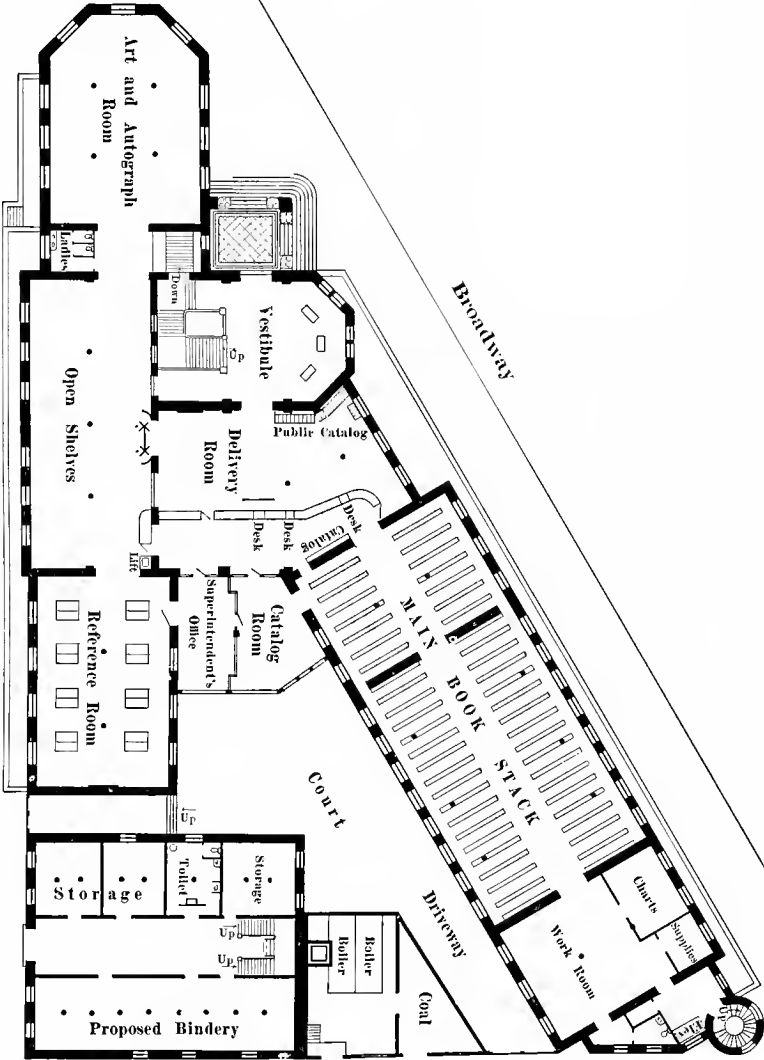 Art and Autograph
Room
Ladies
Down
Up
Vestibule
Broadway
Open Shelves
Delivery
Room
Public Catalog
Desk
Desk
Desk
Catalog
Lift
Superintendent's
Office
Catalog
Room
Reference Room
MAIN BOOK STACK
Court
Up
Driveway
Storage
Toilet
Storage
Up
Up
Boiler
Boiler
Coal
Proposed Bindery
Charts
Supplies
Work Room
Elev.
Up